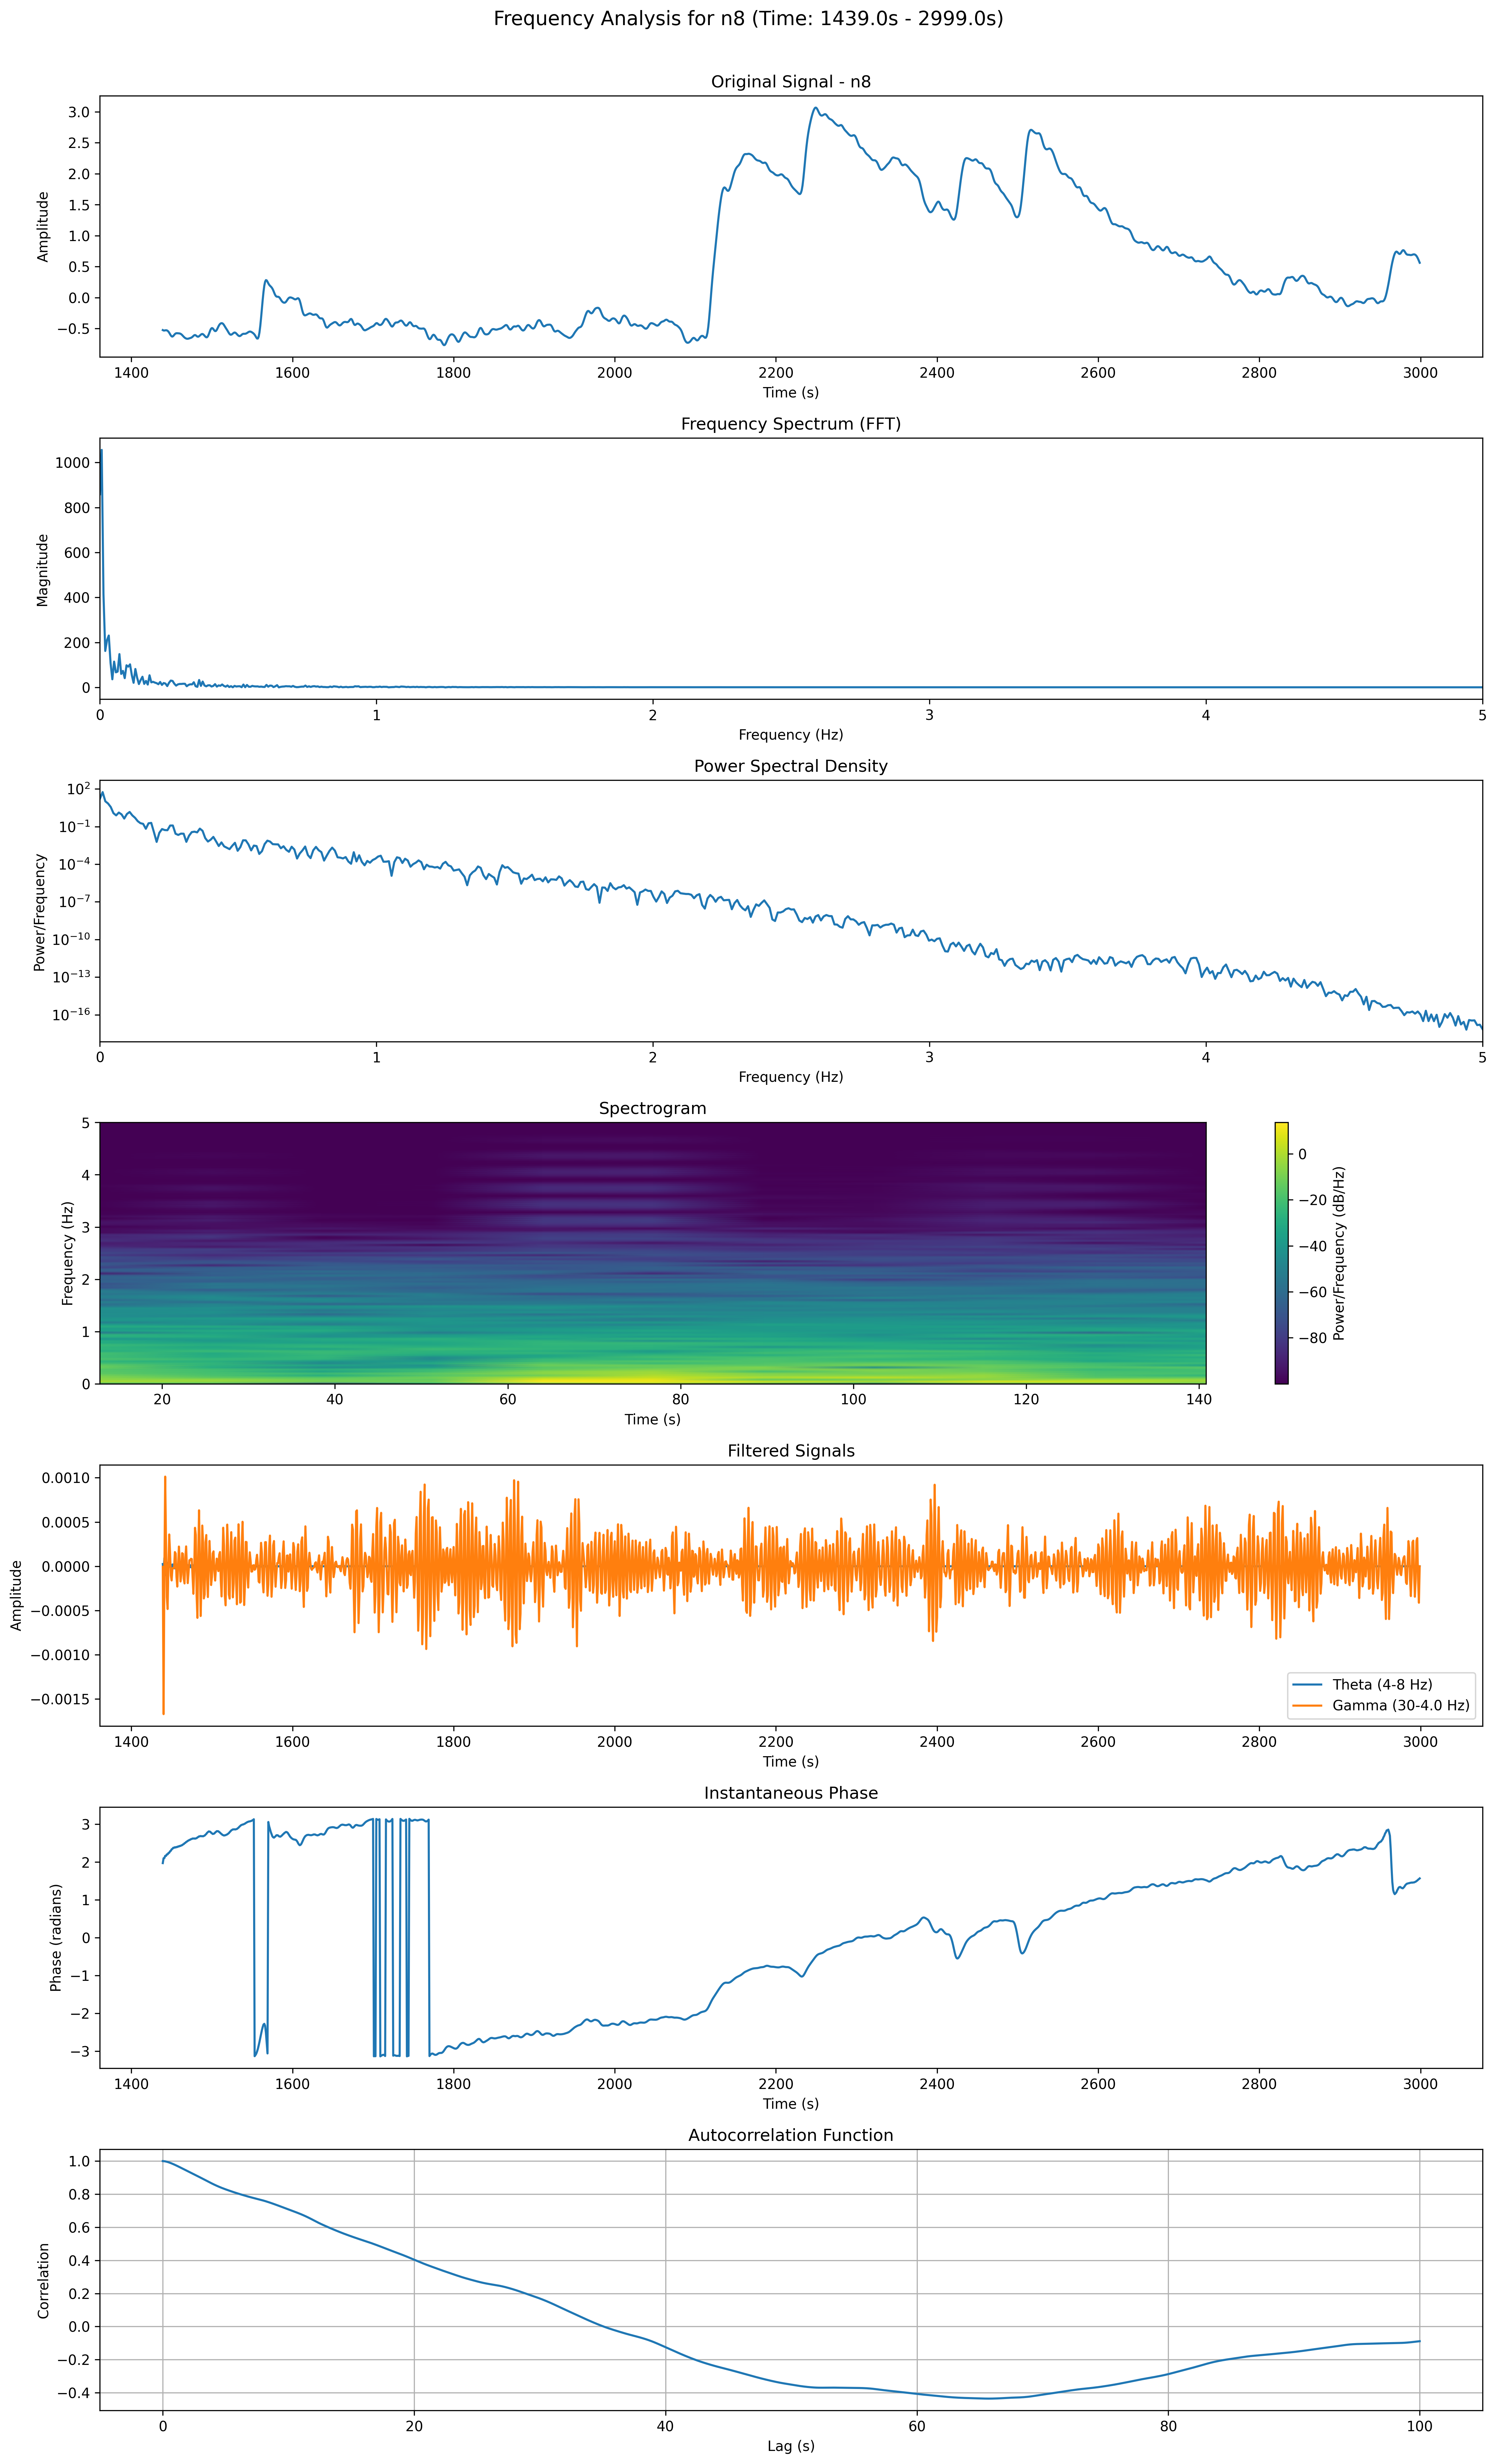 Frequency Analysis for n8 (Time: 1439.0s - 2999.0s)
Original Signal - n8
Amplitude
3.0
2.5
2.0
1.5
1.0
0.5
0.0
−0.5
1400 1600 1800 2000 2200 2400 2600 2800 3000
Time (s)
Frequency Spectrum (FFT)
Magnitude
1000
800
600
400
200
0
0 1 2 3 4 5
Frequency (Hz)
Power Spectral Density
Power/Frequency
10²
10⁻¹
10⁻⁴
10⁻⁷
10⁻¹⁰
10⁻¹³
10⁻¹⁶
0 1 2 3 4 5
Frequency (Hz)
Spectrogram
Frequency (Hz)
5
4
3
2
1
0
20 40 60 80 100 120 140
Time (s)
0
−20
−40
−60
−80
Power/Frequency (dB/Hz)
Filtered Signals
Amplitude
0.0010
0.0005
0.0000
−0.0005
−0.0010
−0.0015
Theta (4-8 Hz)
Gamma (30-4.0 Hz)
1400 1600 1800 2000 2200 2400 2600 2800 3000
Time (s)
Instantaneous Phase
Phase (radians)
3
2
1
0
−1
−2
−3
1400 1600 1800 2000 2200 2400 2600 2800 3000
Time (s)
Autocorrelation Function
Correlation
1.0
0.8
0.6
0.4
0.2
0.0
−0.2
−0.4
0 20 40 60 80 100
Lag (s)